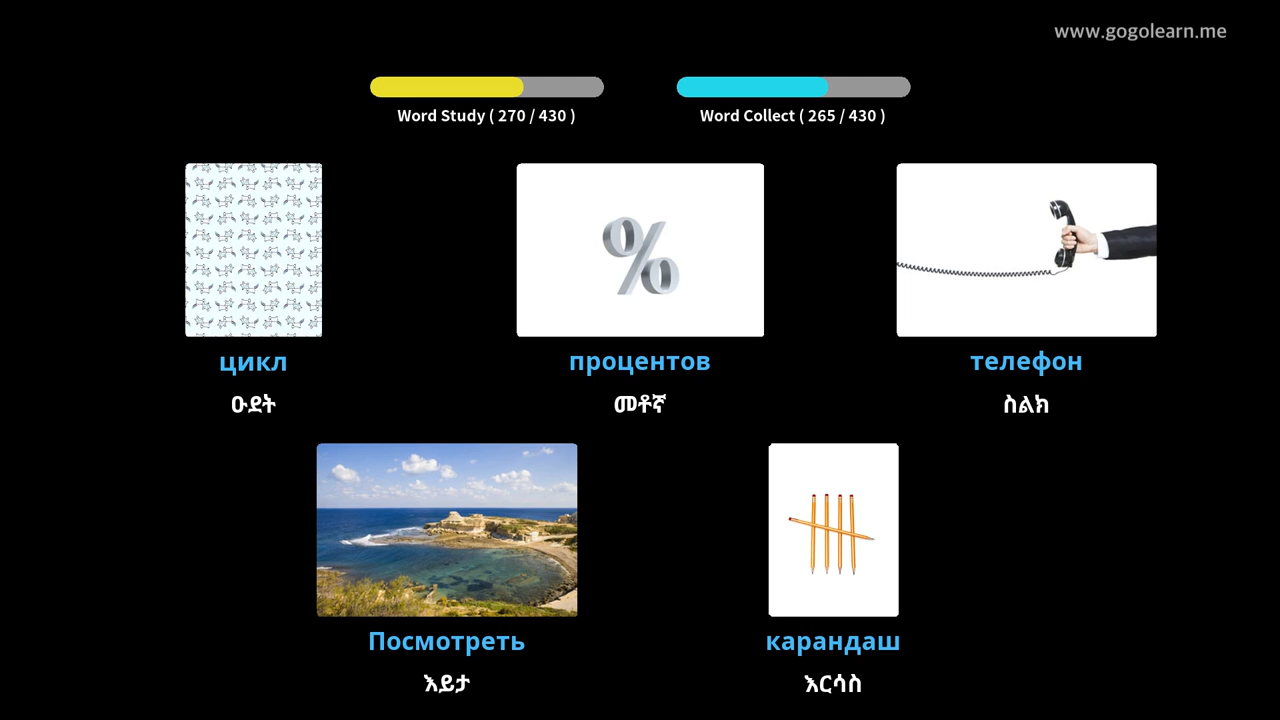 www.gogolearn.me
Word Study ( 270 / 430 )
Word Collect ( 265 / 430 )
цикл
ዑደት
процентов
መቶኛ
телефон
ስልክ
Посмотреть
እይታ
карандаш
እርሳስ